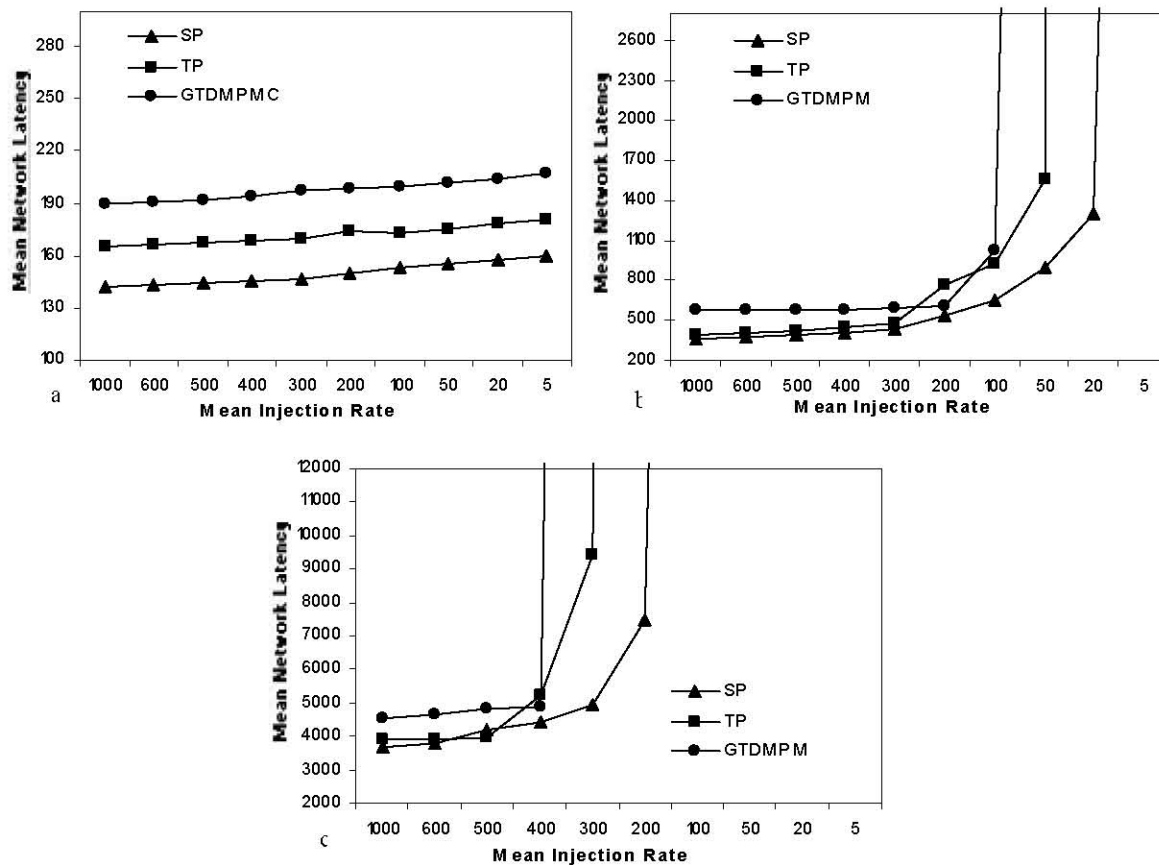 Mean Network Latency
280
250
220
190
160
130
100
SP
TP
GTDMPMC
1000 600 500 400 300 200 100 50 20 5
a
Mean Injection Rate
Mean Network Latency
2600
2300
2000
1700
1400
1100
800
500
200
SP
TP
GTDMPM
1000 600 500 400 300 200 100 50 20 5
Mean Injection Rate
Mean Network Latency
12000
11000
10000
9000
8000
7000
6000
5000
4000
3000
2000
SP
TP
GTDMPM
1000 600 500 400 300 200 100 50 20 5
c
Mean Injection Rate